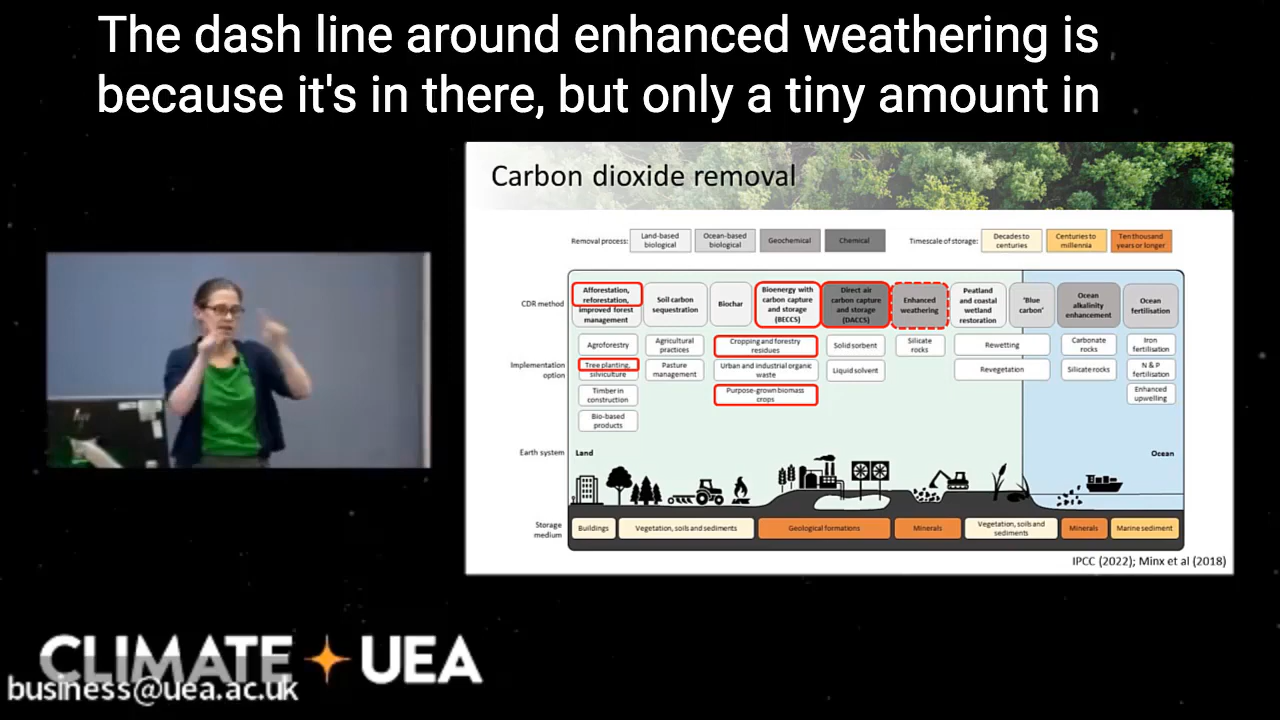 The dash line around enhanced weathering is
because it's in there, but only a tiny amount in
Carbon dioxide removal
Removal process:
Land-based
biological
Ocean-based
biological
Geochemical
Chemical
Timescale of storage:
Decades to
centuries
Centuries to
millennia
Ten thousand
years or longer
CDR method
Afforestation,
reforestation,
improved forest
management
Soil carbon
sequestration
Biochar
Bioenergy with
carbon capture
and storage
(BECCS)
Direct air
carbon capture
and storage
(DACCS)
Enhanced
weathering
Peatland
and coastal
wetland
restoration
'Blue
carbon'
Ocean
alkalinity
enhancement
Ocean
fertilisation
Implementation
option
Agroforestry
Tree planting,
silviculture
Timber in
construction
Bio-based
products
Agricultural
practices
Pasture
management
Cropping and forestry
residues
Urban and industrial organic
waste
Purpose-grown biomass
crops
Solid sorbent
Liquid solvent
Silicate
rocks
Rewetting
Revegetation
Carbonate
rocks
Silicate rocks
Iron
fertilisation
N & P
fertilisation
Enhanced
upwelling
Earth system
Land
Ocean
Storage
medium
Buildings
Vegetation, soils and sediments
Geological formations
Minerals
Vegetation, soils and
sediments
Minerals
Marine sediment
IPCC (2022); Minx et al (2018)
CLIMATE UEA
business@uea.ac.uk